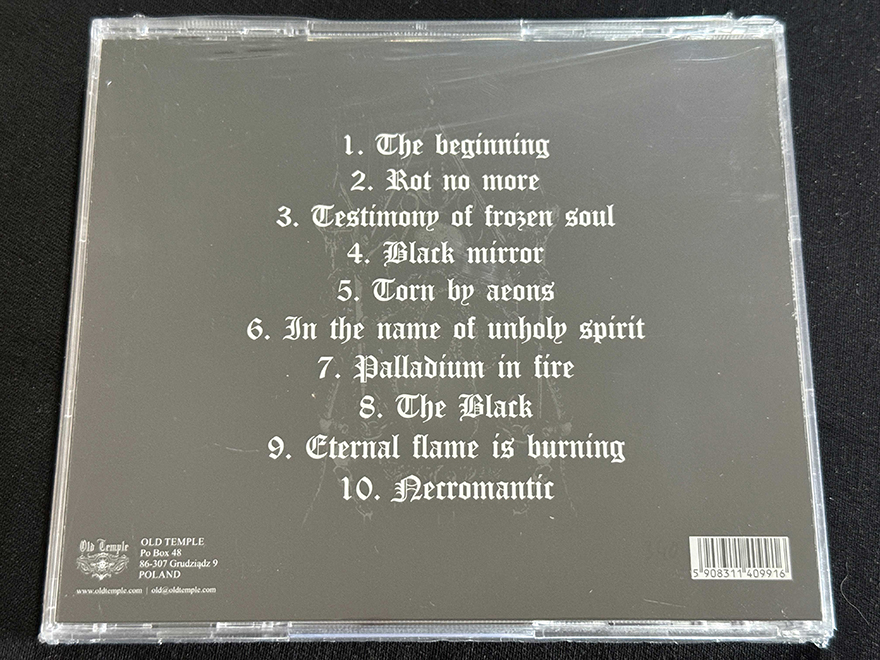 1. The beginning
2. Rot no more
3. Testimony of frozen soul
4. Black mirror
5. Torn by aeons
6. In the name of unholy spirit
7. Palladium in fire
8. The Black
9. Eternal flame is burning
10. Necromantic
Old Temple
OLD TEMPLE
Po Box 48
86-307 Grudziądz 9
POLAND
www.oldtemple.com | old@oldtemple.com
5 908311 409916